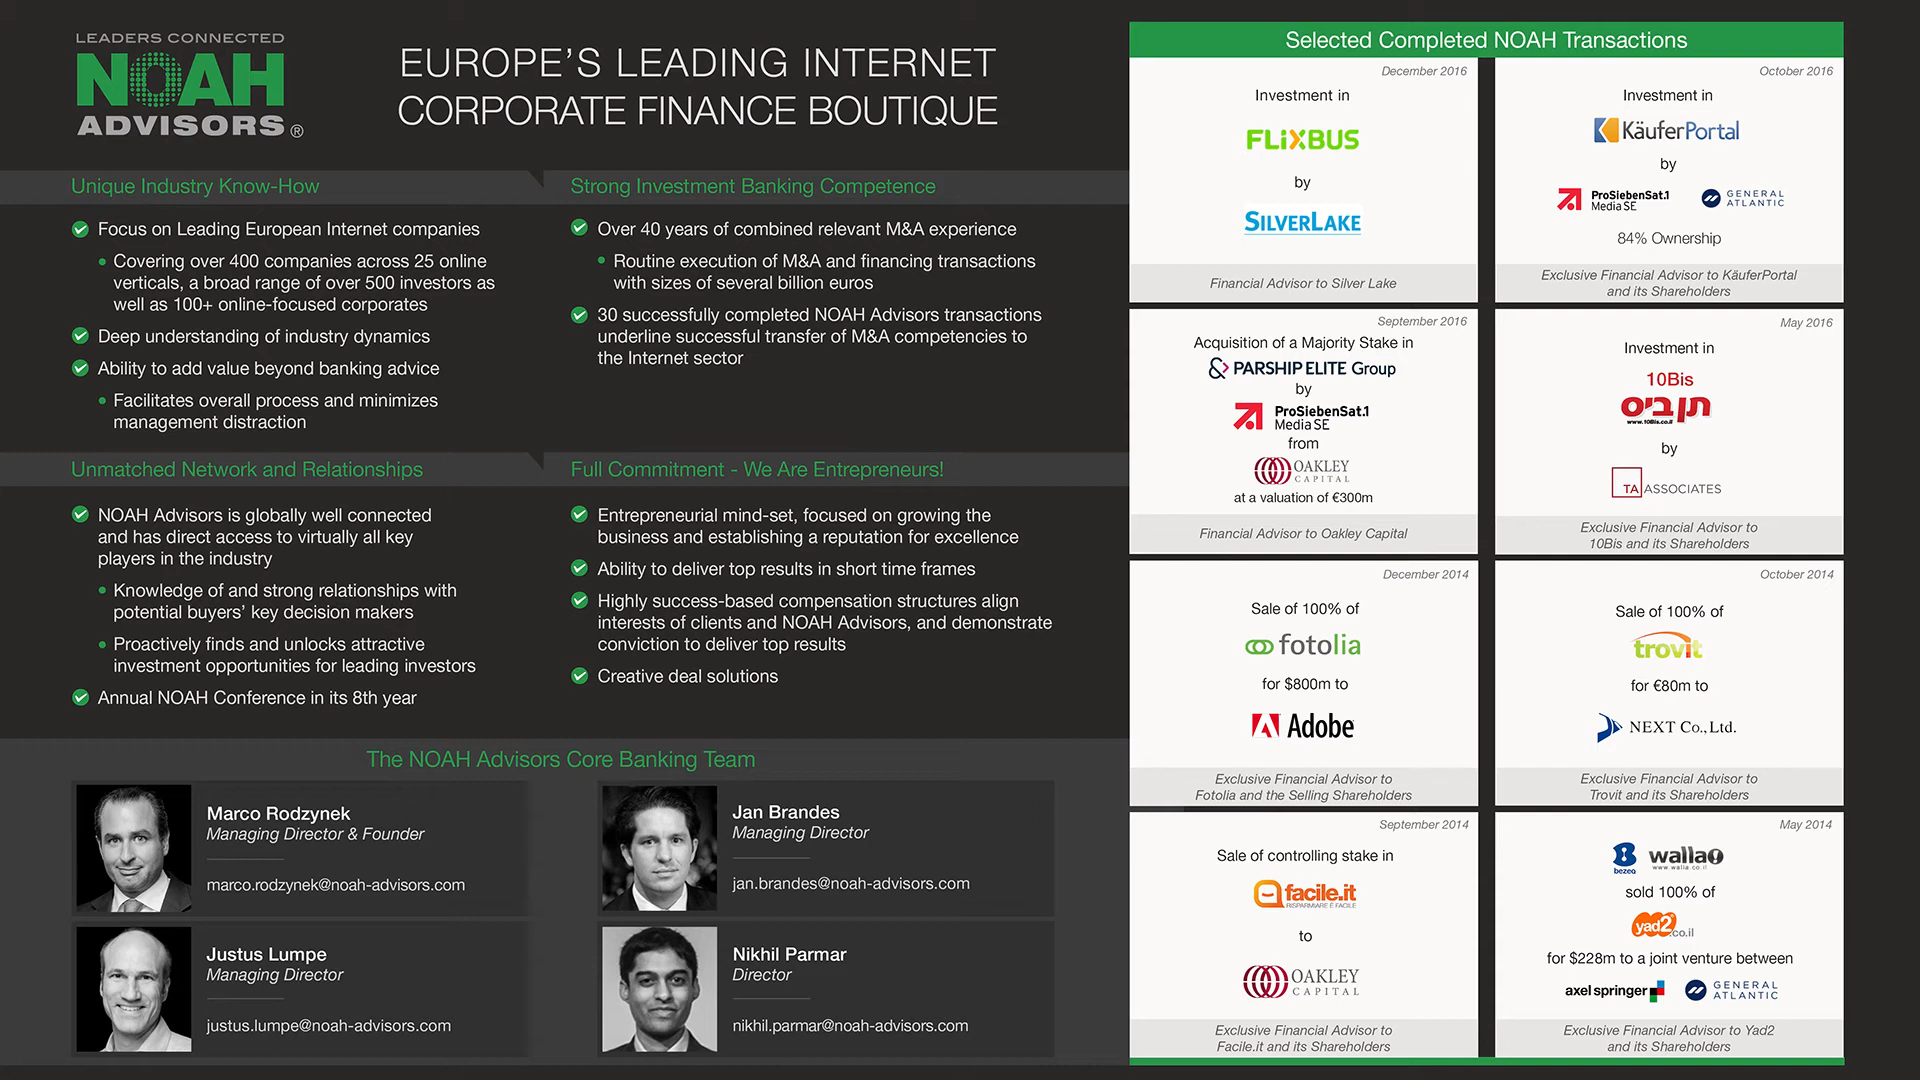 LEADERS CONNECTED
NOAH
ADVISORS®
EUROPE'S LEADING INTERNET
CORPORATE FINANCE BOUTIQUE
Unique Industry Know-How
Focus on Leading European Internet companies
Covering over 400 companies across 25 online
verticals, a broad range of over 500 investors as
well as 100+ online-focused corporates
Deep understanding of industry dynamics
Ability to add value beyond banking advice
Facilitates overall process and minimizes
management distraction
Strong Investment Banking Competence
Over 40 years of combined relevant M&A experience
Routine execution of M&A and financing transactions
with sizes of several billion euros
30 successfully completed NOAH Advisors transactions
underline successful transfer of M&A competencies to
the Internet sector
Unmatched Network and Relationships
NOAH Advisors is globally well connected
and has direct access to virtually all key
players in the industry
Knowledge of and strong relationships with
potential buyers' key decision makers
Proactively finds and unlocks attractive
investment opportunities for leading investors
Annual NOAH Conference in its 8th year
Full Commitment - We Are Entrepreneurs!
Entrepreneurial mind-set, focused on growing the
business and establishing a reputation for excellence
Ability to deliver top results in short time frames
Highly success-based compensation structures align
interests of clients and NOAH Advisors, and demonstrate
conviction to deliver top results
Creative deal solutions
The NOAH Advisors Core Banking Team
Marco Rodzynek
Managing Director & Founder
marco.rodzynek@noah-advisors.com
Jan Brandes
Managing Director
jan.brandes@noah-advisors.com
Justus Lumpe
Managing Director
justus.lumpe@noah-advisors.com
Nikhil Parmar
Director
nikhil.parmar@noah-advisors.com
Selected Completed NOAH Transactions
December 2016
Investment in
FLiXBUS
by
SILVERLAKE
Financial Advisor to Silver Lake
October 2016
Investment in
KäuferPortal
by
ProSiebenSat.1
Media SE
GENERAL
ATLANTIC
84% Ownership
Exclusive Financial Advisor to KäuferPortal
and its Shareholders
September 2016
Acquisition of a Majority Stake in
PARSHIP ELITE Group
by
ProSiebenSat.1
Media SE
from
OAKLEY
CAPITAL
at a valuation of €300m
Financial Advisor to Oakley Capital
May 2016
Investment in
10Bis
תן ביס
www.10Bis.co.il
by
TA ASSOCIATES
Exclusive Financial Advisor to
10Bis and its Shareholders
December 2014
Sale of 100% of
fotolia
for $800m to
Adobe
Exclusive Financial Advisor to
Fotolia and the Selling Shareholders
October 2014
Sale of 100% of
trovit
for €80m to
NEXT Co., Ltd.
Exclusive Financial Advisor to
Trovit and its Shareholders
September 2014
Sale of controlling stake in
facile.it
RISPARMIARE È FACILE
to
OAKLEY
CAPITAL
Exclusive Financial Advisor to
Facile.it and its Shareholders
May 2014
bezeq
walla!
www.walla.co.il
sold 100% of
yad2.co.il
for $228m to a joint venture between
axel springer
GENERAL
ATLANTIC
Exclusive Financial Advisor to Yad2
and its Shareholders